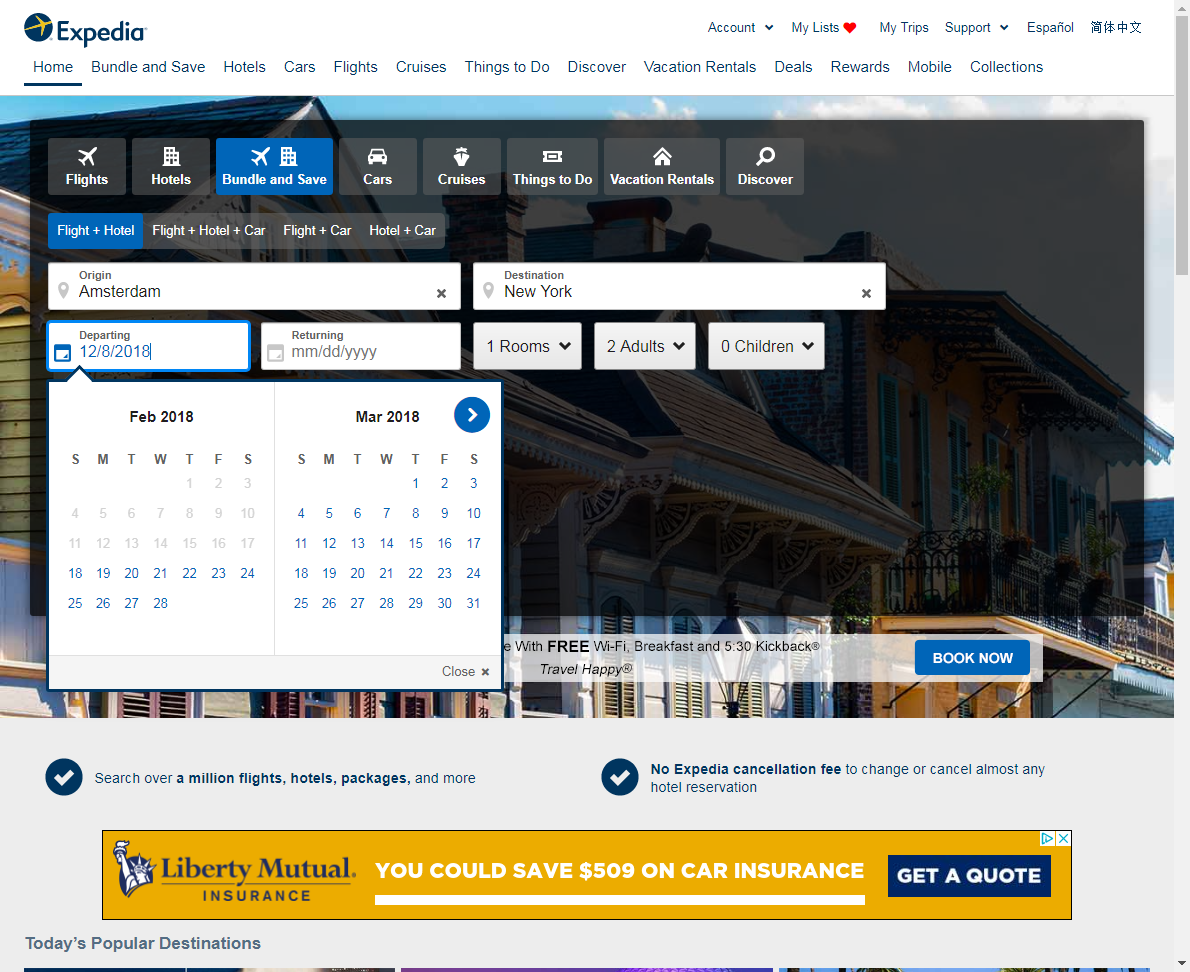 Expedia
Account
My Lists
My Trips
Support
Español
简体中文
Home
Bundle and Save
Hotels
Cars
Flights
Cruises
Things to Do
Discover
Vacation Rentals
Deals
Rewards
Mobile
Collections
Flights
Hotels
Bundle and Save
Cars
Cruises
Things to Do
Vacation Rentals
Discover
Flight + Hotel
Flight + Hotel + Car
Flight + Car
Hotel + Car
Origin
Amsterdam
Destination
New York
Departing
12/8/2018
Returning
mm/dd/yyyy
1 Rooms
2 Adults
0 Children
Feb 2018
S M T W T F S
1 2 3
4 5 6 7 8 9 10
11 12 13 14 15 16 17
18 19 20 21 22 23 24
25 26 27 28
Mar 2018
S M T W T F S
1 2 3
4 5 6 7 8 9 10
11 12 13 14 15 16 17
18 19 20 21 22 23 24
25 26 27 28 29 30 31
Close
e With FREE Wi-Fi, Breakfast and 5:30 Kickback®
Travel Happy®
BOOK NOW
Search over a million flights, hotels, packages, and more
No Expedia cancellation fee to change or cancel almost any
hotel reservation
Liberty Mutual.
INSURANCE
YOU COULD SAVE $509 ON CAR INSURANCE
GET A QUOTE
Today's Popular Destinations